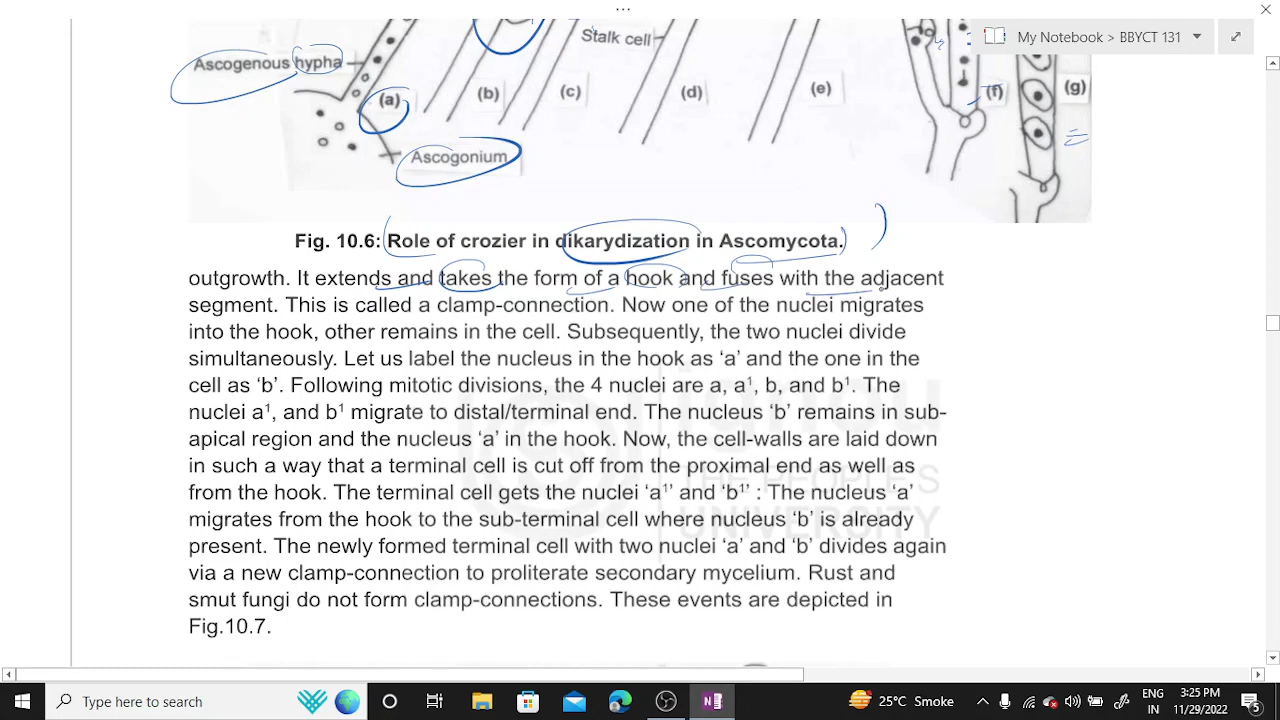 ...
My Notebook > BBYCT 131
Stalk cell
Ascogenous hypha
(a)
(b)
(c)
(d)
(e)
(f)
(g)
Ascogonium
Fig. 10.6: Role of crozier in dikarydization in Ascomycota.
outgrowth. It extends and takes the form of a hook and fuses with the adjacent
segment. This is called a clamp-connection. Now one of the nuclei migrates
into the hook, other remains in the cell. Subsequently, the two nuclei divide
simultaneously. Let us label the nucleus in the hook as ‘a’ and the one in the
cell as ‘b’. Following mitotic divisions, the 4 nuclei are a, a¹, b, and b¹. The
nuclei a¹, and b¹ migrate to distal/terminal end. The nucleus ‘b’ remains in sub-
apical region and the nucleus ‘a’ in the hook. Now, the cell-walls are laid down
in such a way that a terminal cell is cut off from the proximal end as well as
from the hook. The terminal cell gets the nuclei ‘a¹’ and ‘b¹’ : The nucleus ‘a’
migrates from the hook to the sub-terminal cell where nucleus ‘b’ is already
present. The newly formed terminal cell with two nuclei ‘a’ and ‘b’ divides again
via a new clamp-connection to proliterate secondary mycelium. Rust and
smut fungi do not form clamp-connections. These events are depicted in
Fig.10.7.
ignou
THE PEOPLE'S
UNIVERSITY
Type here to search
25°C Smoke
ENG
IN
3:25 PM
11/29/2022
5